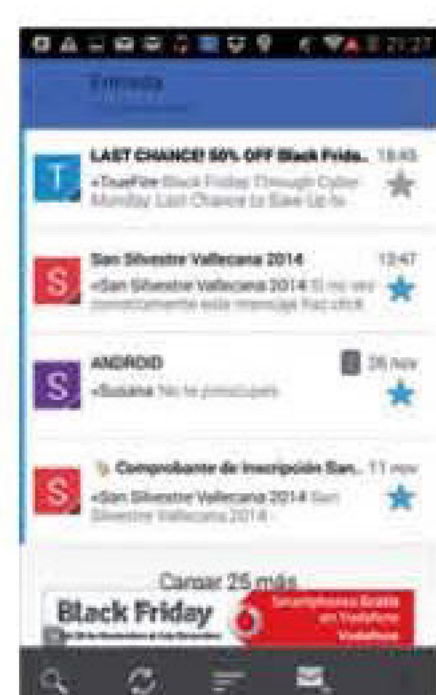 21:27
Entrada
T
LAST CHANCE! 50% OFF Black Frida.. 18:45
«TrueFire Black Friday Through Cyber
Monday: Last Chance to Save Up to
S
San Silvestre Vallecana 2014 13:47
«San Silvestre Vallecana 2014 Si no ves
correctamente este mensaje haz click
S
ANDROID 26 nov
«Susana No te preocupes
S
Comprobante de Inscripción San.. 11 nov
«San Silvestre Vallecana 2014 San
Silvestre Vallecana 2014
Cargar 25 más
Black Friday
Smartphones Gratis
en Vodafone
Vodafone